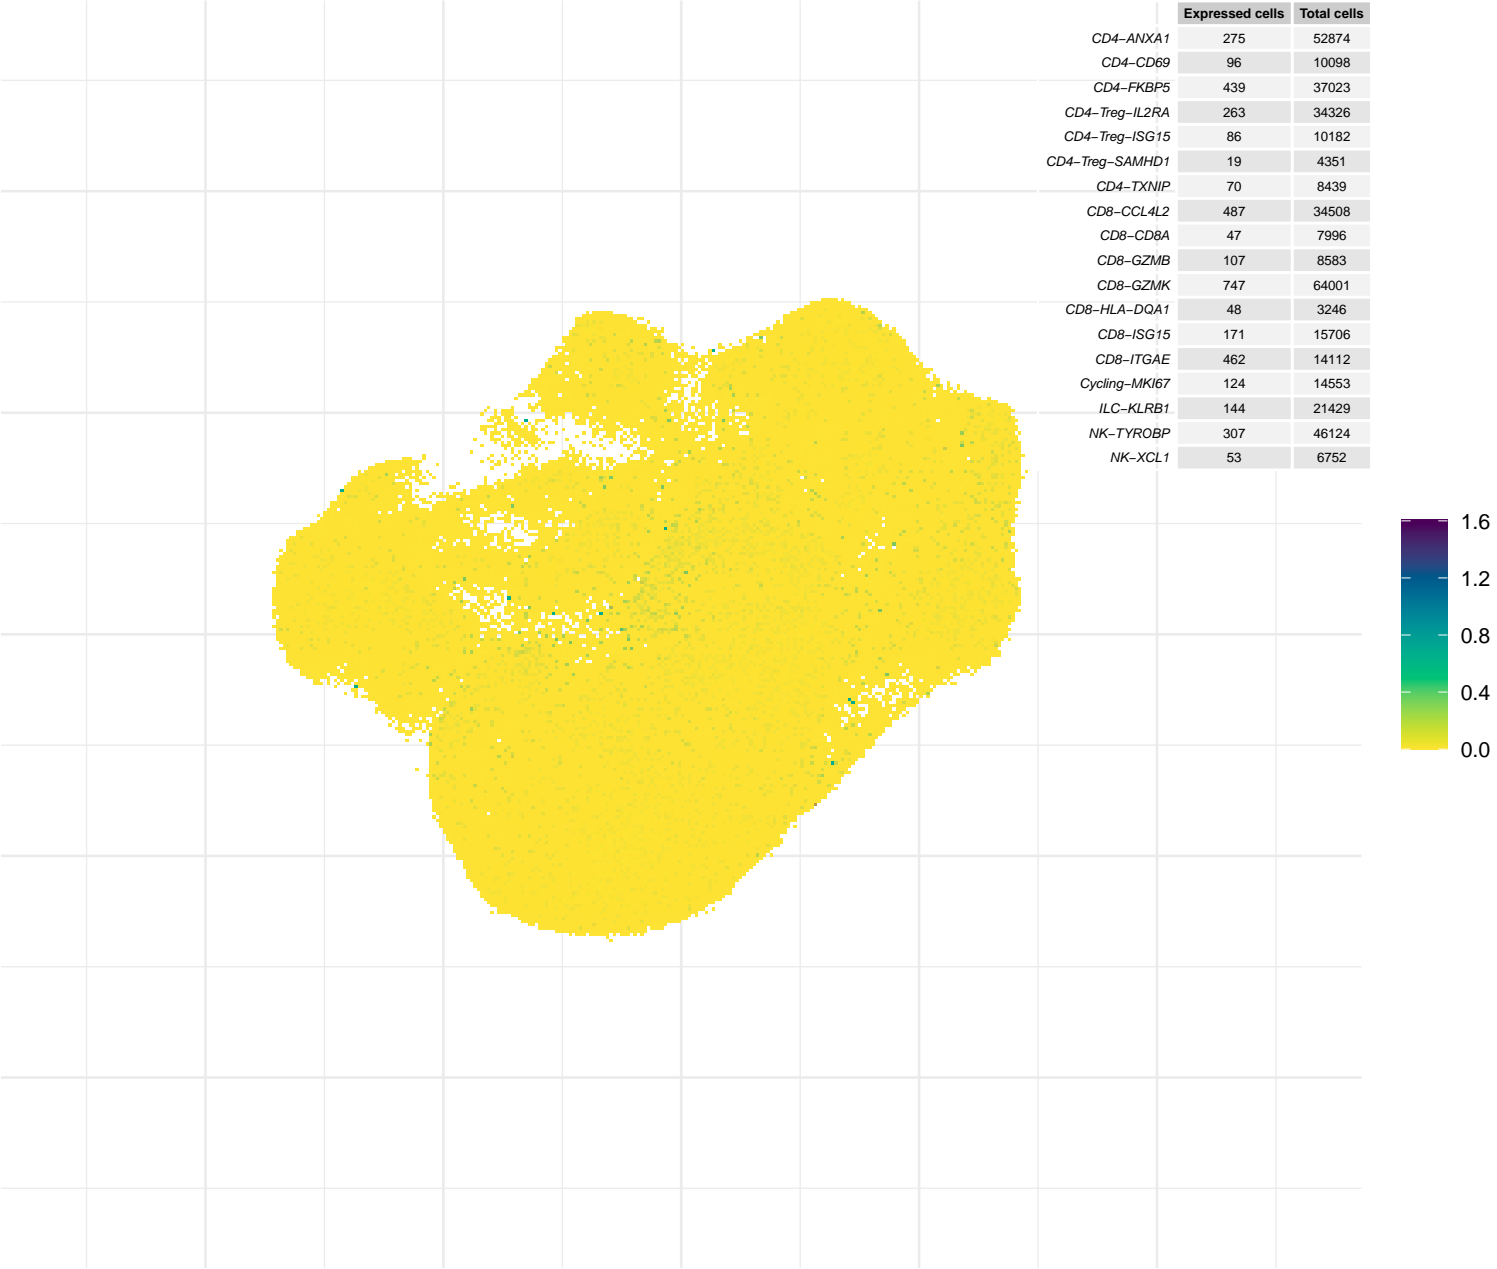 Expressed cells Total cells
CD4−ANXA1 275 52874
CD4−CD69 96 10098
CD4−FKBP5 439 37023
CD4−Treg−IL2RA 263 34326
CD4−Treg−ISG15 86 10182
CD4−Treg−SAMHD1 19 4351
CD4−TXNIP 70 8439
CD8−CCL4L2 487 34508
CD8−CD8A 47 7996
CD8−GZMB 107 8583
CD8−GZMK 747 64001
CD8−HLA−DQA1 48 3246
CD8−ISG15 171 15706
CD8−ITGAE 462 14112
Cycling−MKI67 124 14553
ILC−KLRB1 144 21429
NK−TYROBP 307 46124
NK−XCL1 53 6752
1.6
1.2
0.8
0.4
0.0